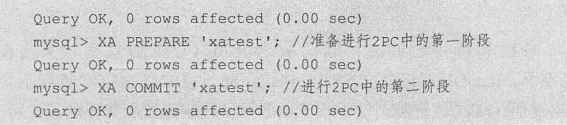 Query OK, 0 rows affected (0.00 sec)
mysql> XA PREPARE 'xatest'; //准备进行2PC中的第一阶段
Query OK, 0 rows affected (0.00 sec)
mysql> XA COMMIT 'xatest'; //进行2PC中的第二阶段
Query OK, 0 rows affected (0.00 sec)